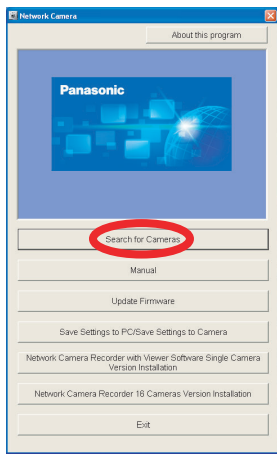 Network Camera
About this program
Panasonic
Search for Cameras
Manual
Update Firmware
Save Settings to PC/Save Settings to Camera
Network Camera Recorder with Viewer Software Single Camera
Version Installation
Network Camera Recorder 16 Cameras Version Installation
Exit